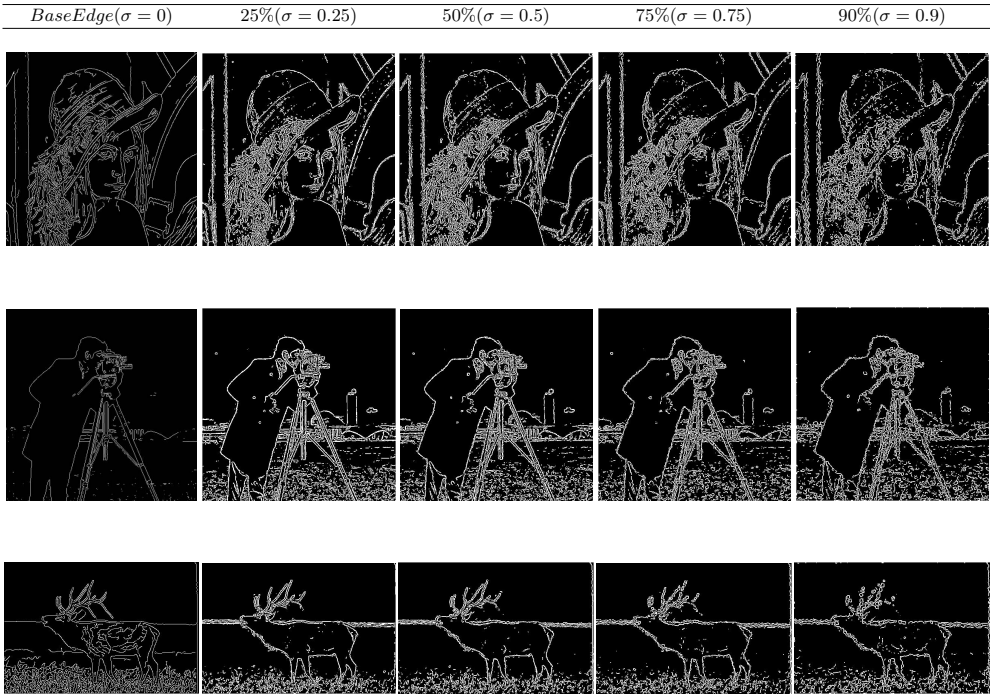 BaseEdge(σ = 0) 25%(σ = 0.25) 50%(σ = 0.5) 75%(σ = 0.75) 90%(σ = 0.9)